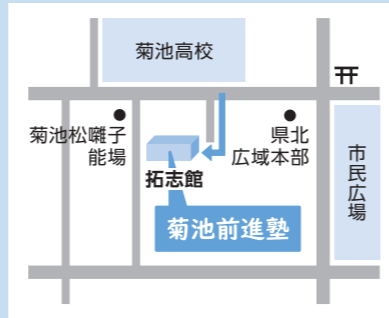 菊池高校
菊池松囃子
能場
県北
広域本部
拓志館
市民広場
菊池前進塾